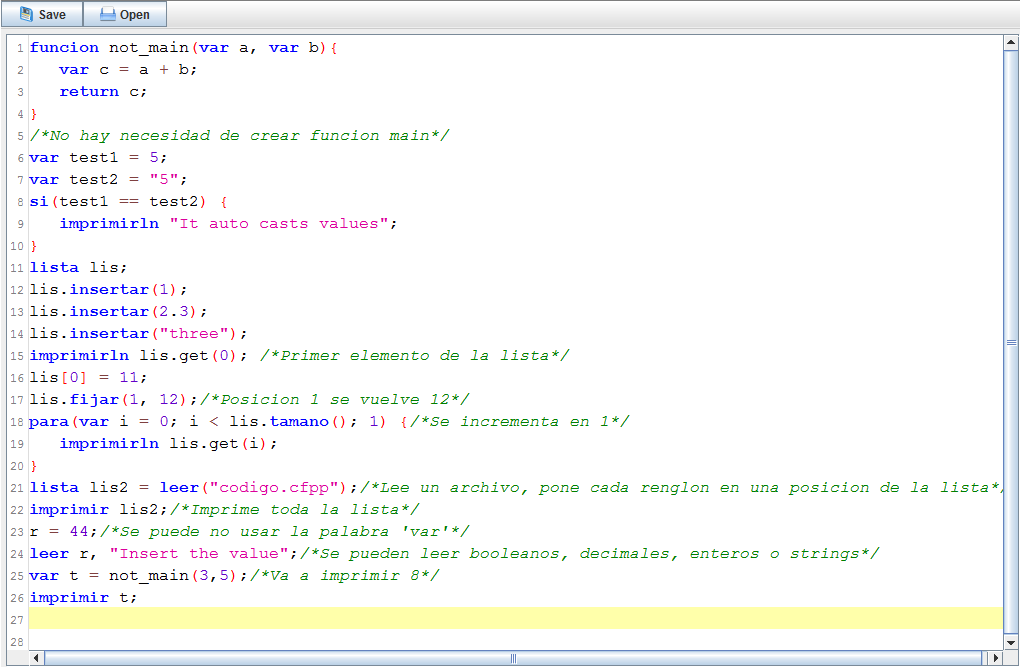 Save Open
1 funcion not_main(var a, var b){
2 var c = a + b;
3 return c;
4 }
5 /*No hay necesidad de crear funcion main*/
6 var test1 = 5;
7 var test2 = "5";
8 si(test1 == test2) {
9 imprimirln "It auto casts values";
10 }
11 lista lis;
12 lis.insertar(1);
13 lis.insertar(2.3);
14 lis.insertar("three");
15 imprimirln lis.get(0); /*Primer elemento de la lista*/
16 lis[0] = 11;
17 lis.fijar(1, 12);/*Posicion 1 se vuelve 12*/
18 para(var i = 0; i < lis.tamano(); 1) {/*Se incrementa en 1*/
19 imprimirln lis.get(i);
20 }
21 lista lis2 = leer("codigo.cfpp");/*Lee un archivo, pone cada renglon en una posicion de la lista*/
22 imprimir lis2;/*Imprime toda la lista*/
23 r = 44;/*Se puede no usar la palabra 'var'*/
24 leer r, "Insert the value";/*Se pueden leer booleanos, decimales, enteros o strings*/
25 var t = not_main(3,5);/*Va a imprimir 8*/
26 imprimir t;
27
28